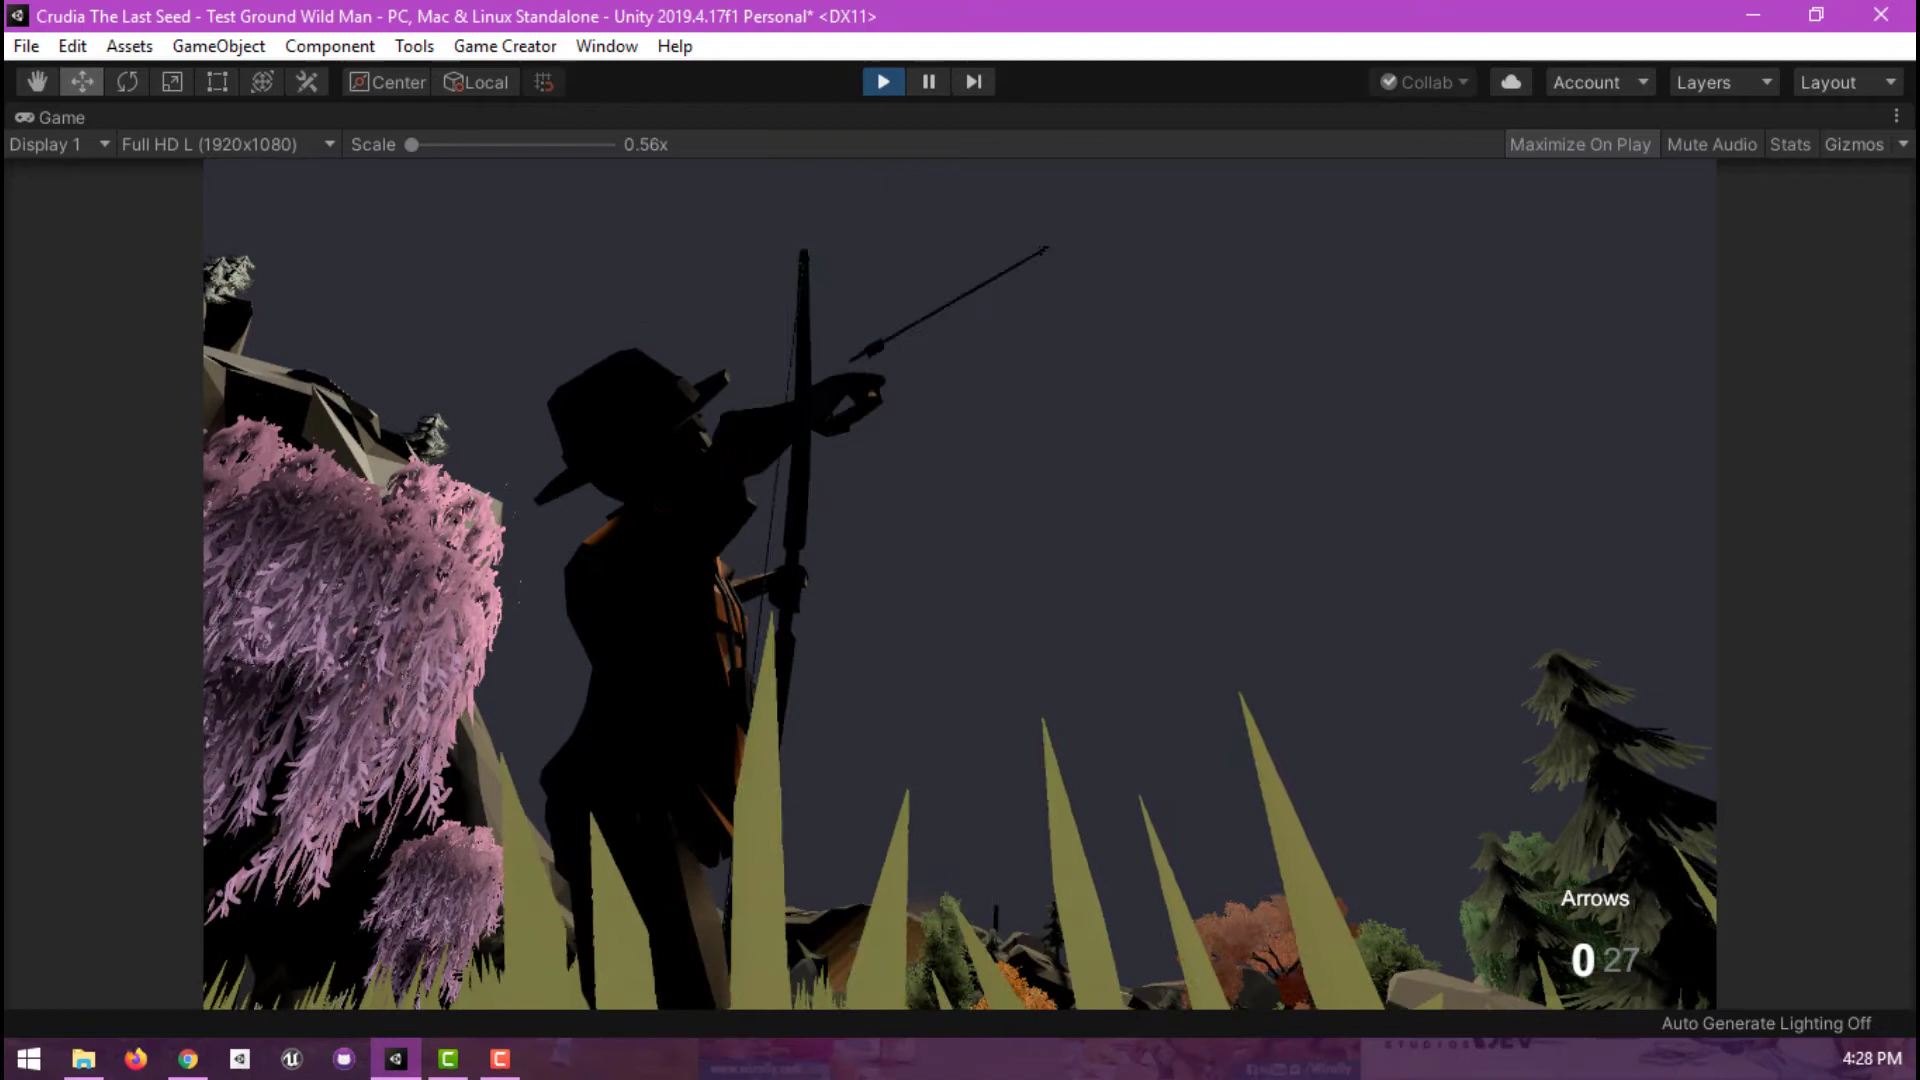 Crudia The Last Seed - Test Ground Wild Man - PC, Mac & Linux Standalone - Unity 2019.4.17f1 Personal* <DX11>
File Edit Assets GameObject Component Tools Game Creator Window Help
Center Local Collab Account Layers Layout
Game
Display 1 Full HD L (1920x1080) Scale 0.56x Maximize On Play Mute Audio Stats Gizmos
Arrows
0 27
Auto Generate Lighting Off
4:28 PM